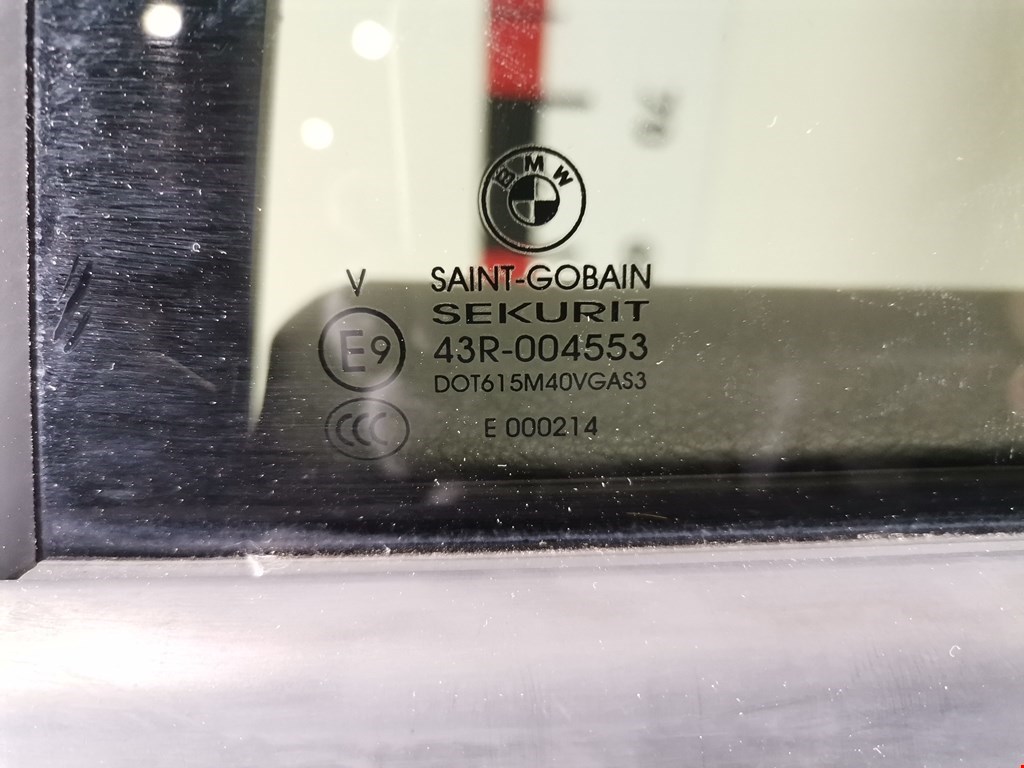 BMW
SAINT-GOBAIN
V
SEKURIT
E9 43R-004553
DOT615M40VGAS3
CCC E 000214